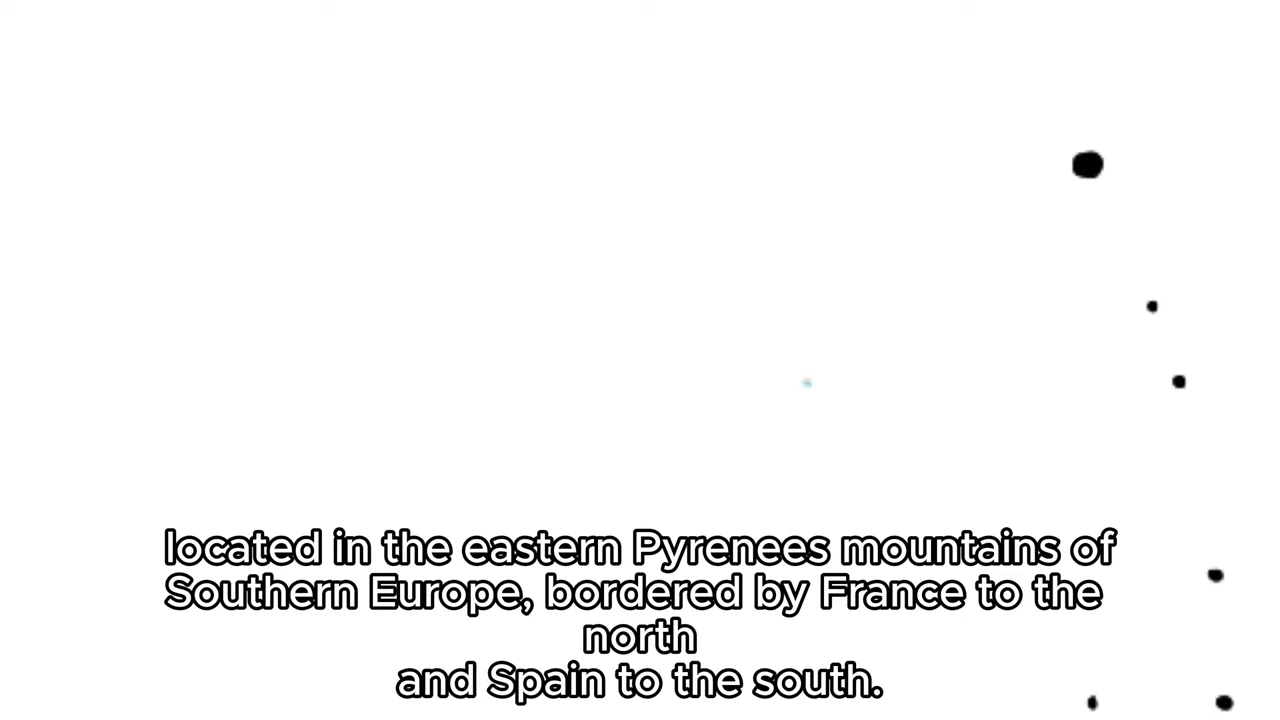 located in the eastern Pyrenees mountains of
Southern Europe, bordered by France to the
north
and Spain to the south.